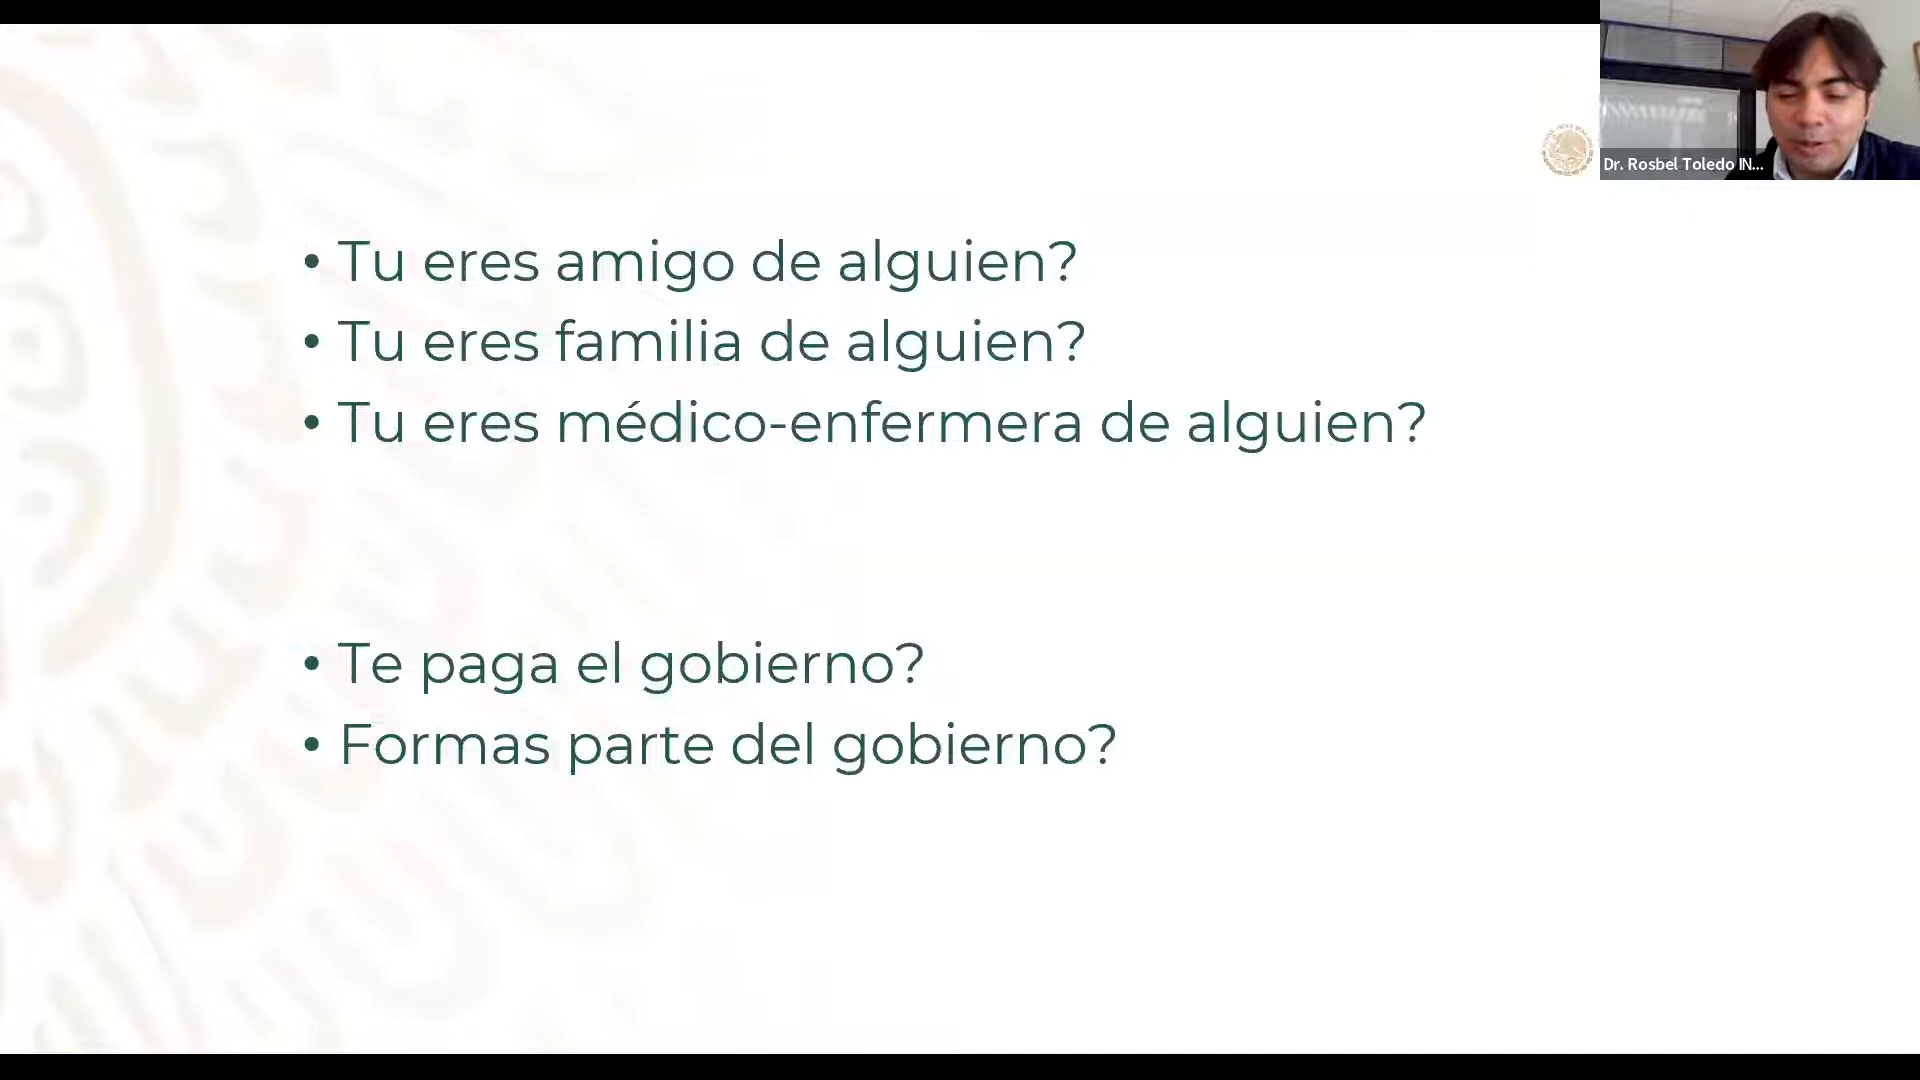 Dr. Rosbel Toledo IN...
• Tu eres amigo de alguien?
• Tu eres familia de alguien?
• Tu eres médico-enfermera de alguien?
• Te paga el gobierno?
• Formas parte del gobierno?